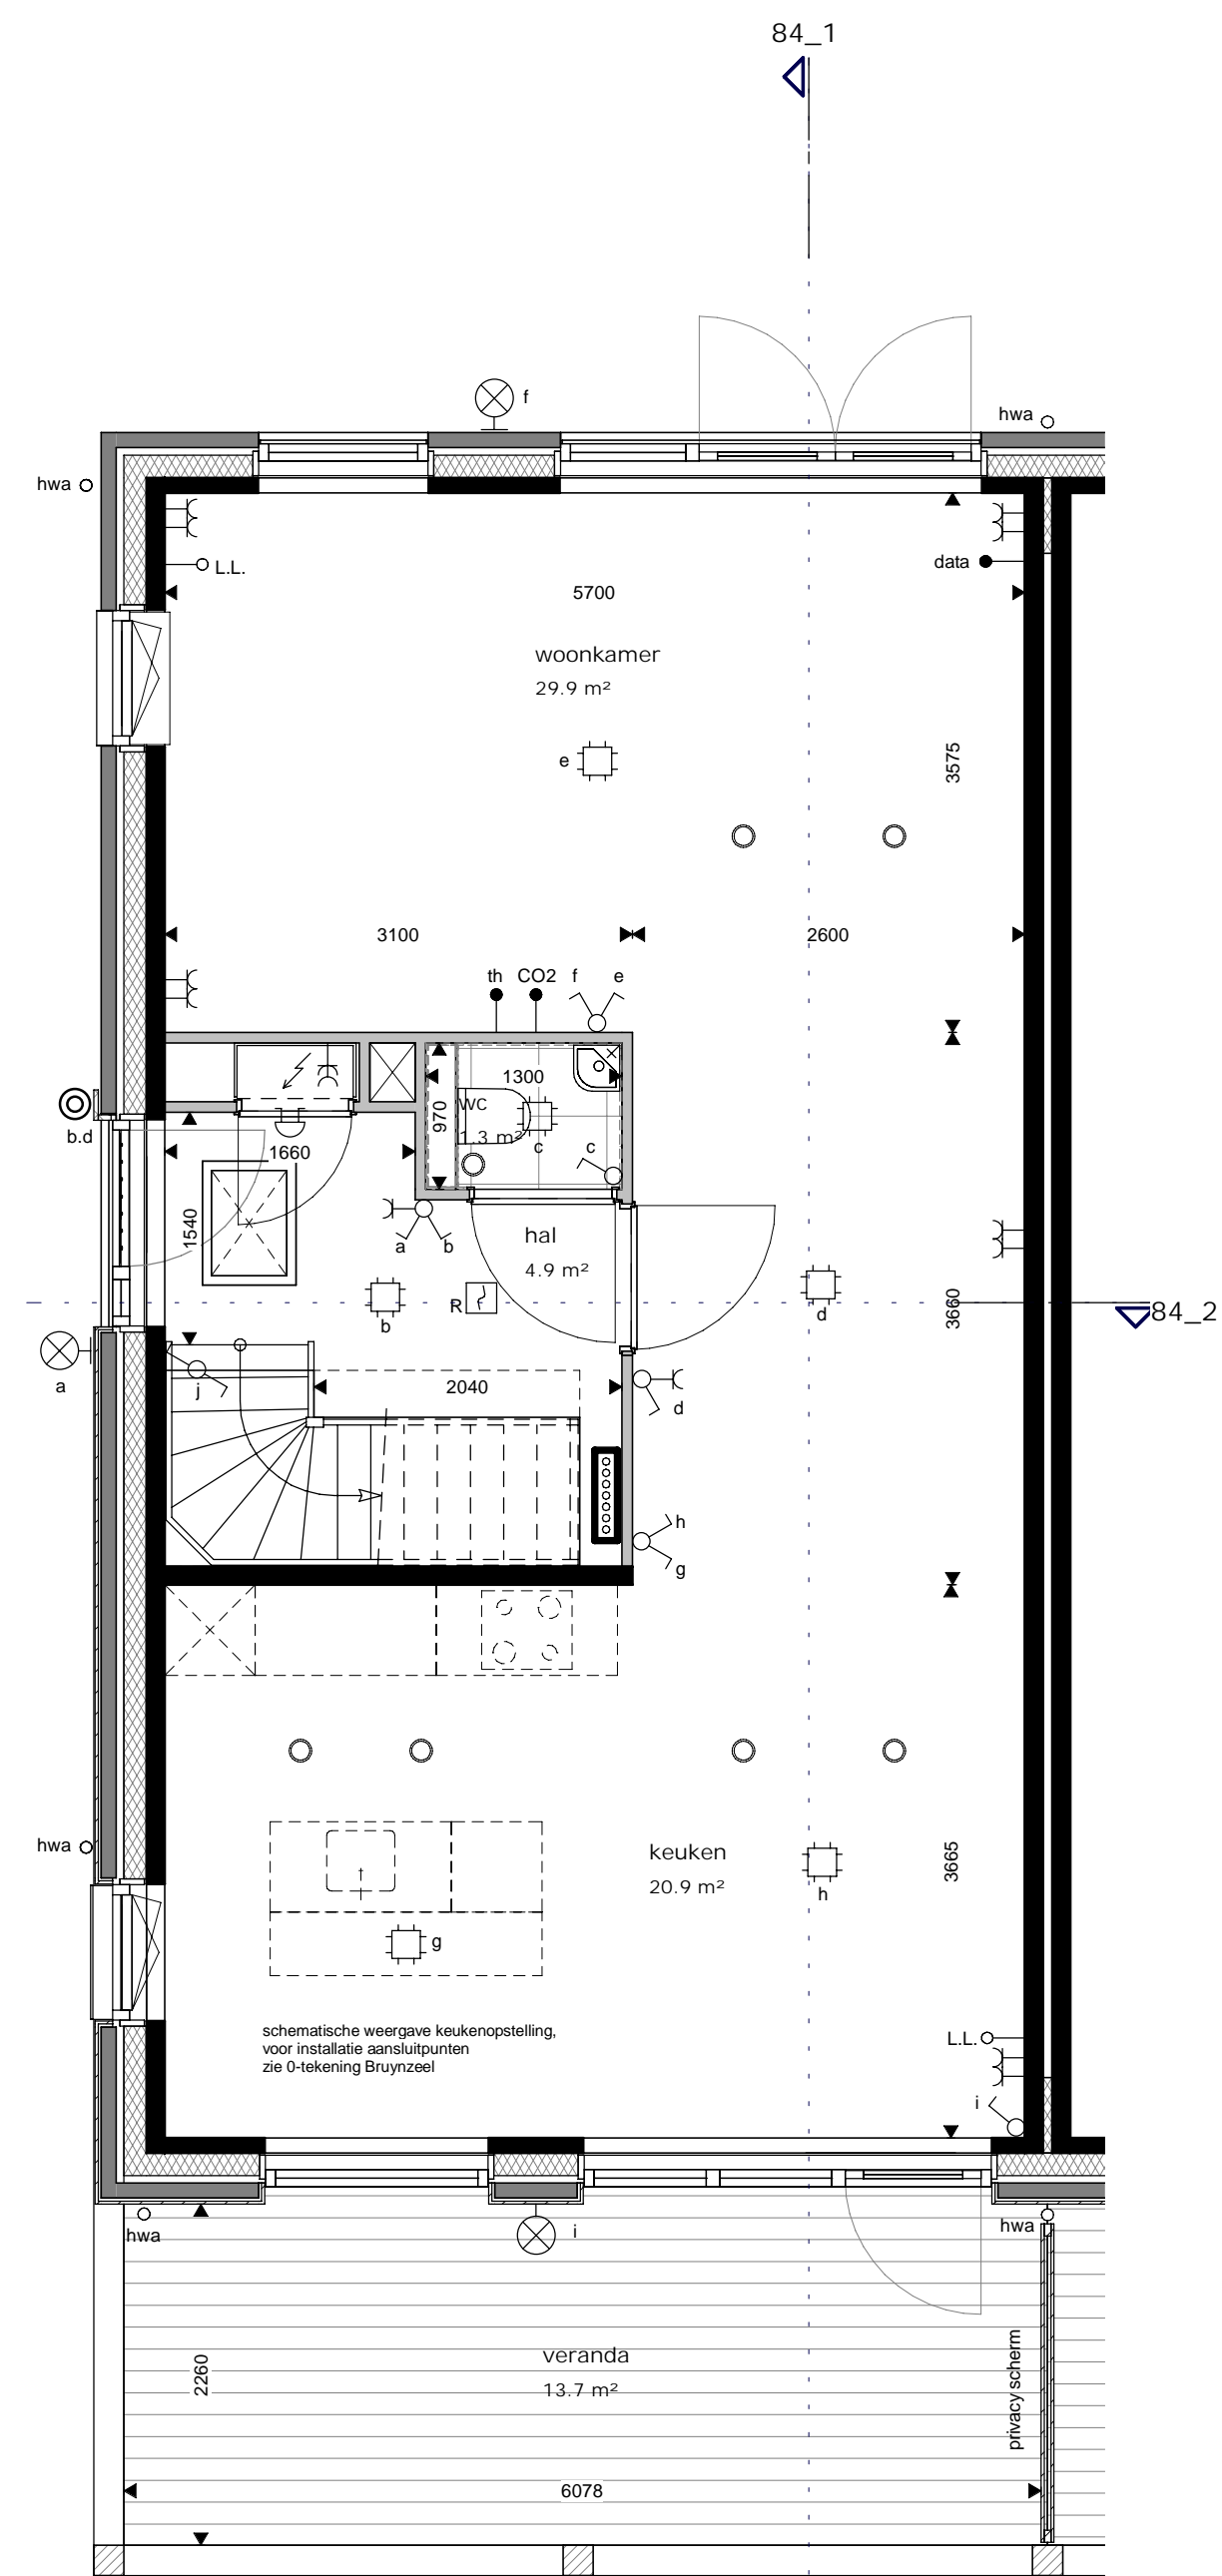 84_1
f
hwa
hwa
L.L.
data
5700
woonkamer
29.9 m²
e
3575
3100
2600
th
CO2
f
e
1300
970
WC
1.3 m²
c
c
b.d
1660
1540
a
b
hal
4.9 m²
b
R
d
3660
84_2
a
j
2040
d
h
g
keuken
20.9 m²
h
3665
hwa
g
schematische weergave keukenopstelling,
voor installatie aansluitpunten
zie 0-tekening Bruynzeel
L.L.
i
hwa
i
hwa
veranda
13.7 m²
2260
privacy scherm
6078